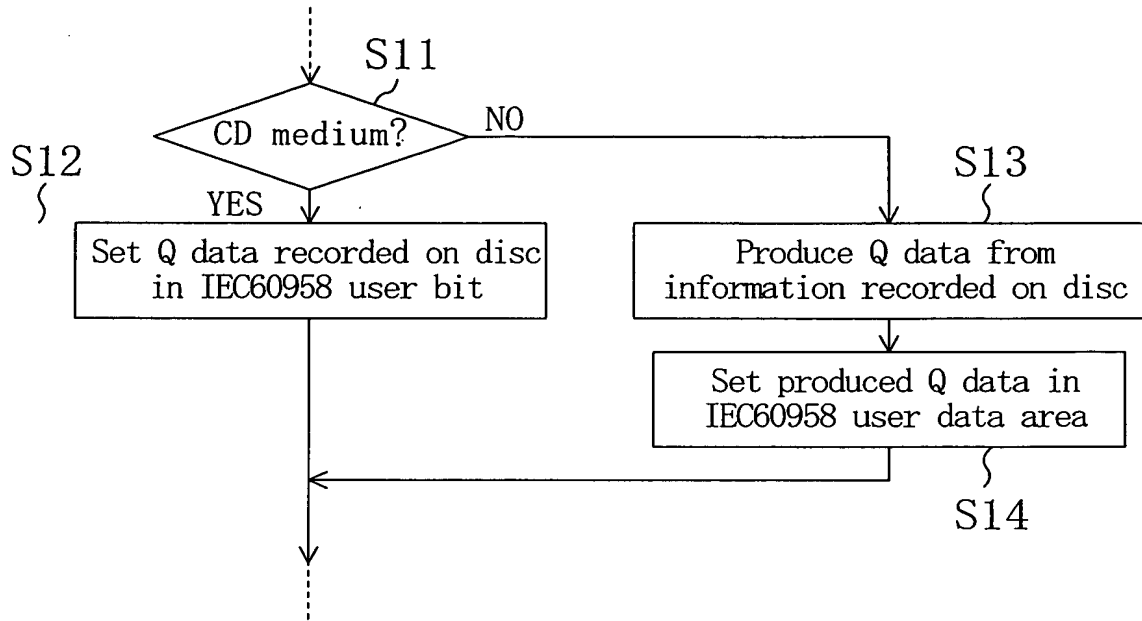 S11
CD medium?
NO
S12
YES
S13
Set Q data recorded on disc
in IEC60958 user bit
Produce Q data from
information recorded on disc
Set produced Q data in
IEC60958 user data area
S14